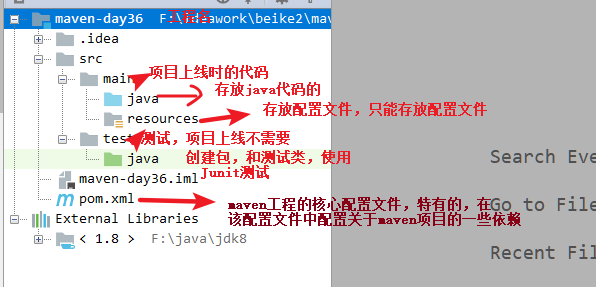 maven-day36 F:\ideawork\beike2\mav
.idea
src
main 项目上线时的代码
java 存放java代码的
resources 存放配置文件，只能存放配置文件
test 测试，项目上线不需要
java 创建包，和测试类，使用
Junit测试
maven-day36.iml
pom.xml maven工程的核心配置文件，特有的，在
该配置文件中配置关于maven项目的一些依赖
External Libraries
< 1.8 > F:\java\jdk8
Search Eve
Go to File
Recent Fil